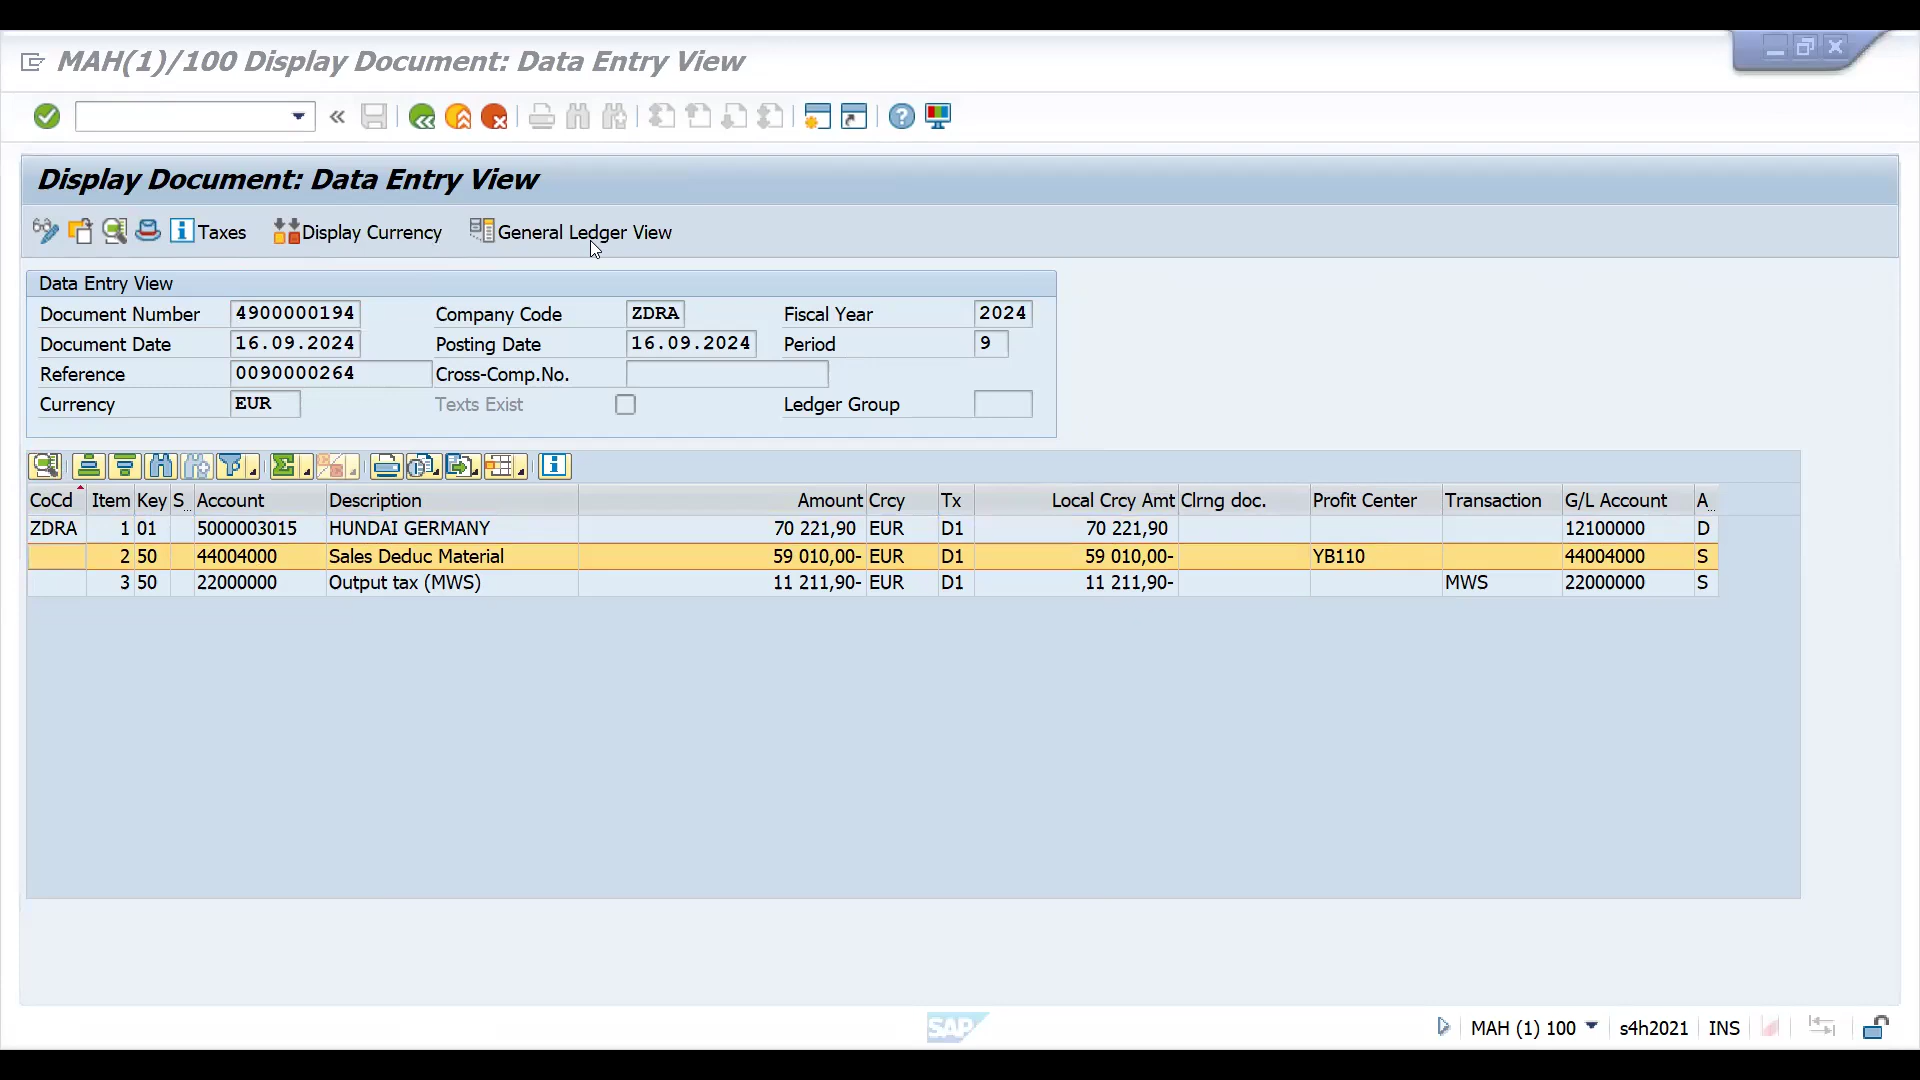 MAH(1)/100 Display Document: Data Entry View
Display Document: Data Entry View
Taxes Display Currency General Ledger View
Data Entry View
Document Number 4900000194 Company Code ZDRA Fiscal Year 2024
Document Date 16.09.2024 Posting Date 16.09.2024 Period 9
Reference 0090000264 Cross-Comp.No.
Currency EUR Texts Exist Ledger Group
CoCd Item Key S.. Account Description Amount Crcy Tx Local Crcy Amt Clrng doc. Profit Center Transaction G/L Account A..
ZDRA 1 01 5000003015 HUNDAI GERMANY 70 221,90 EUR D1 70 221,90 12100000 D
2 50 44004000 Sales Deduc Material 59 010,00- EUR D1 59 010,00- YB110 44004000 S
3 50 22000000 Output tax (MWS) 11 211,90- EUR D1 11 211,90- MWS 22000000 S
SAP MAH (1) 100 s4h2021 INS